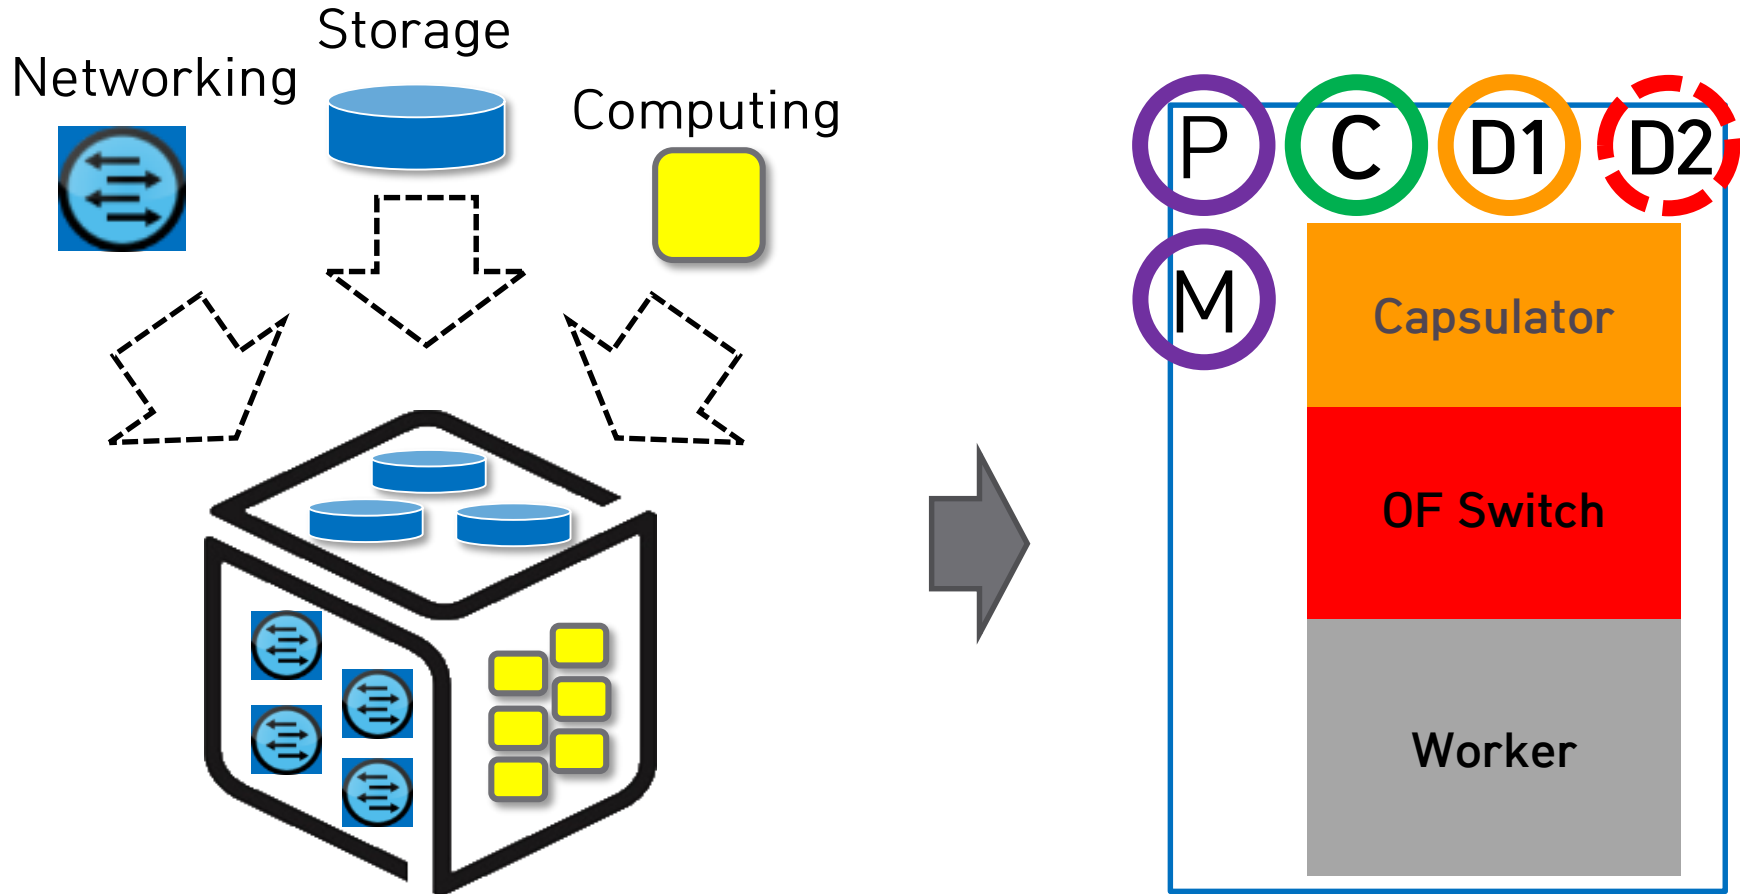 Storage
Networking
Computing
P
C
D1
D2
M
Capsulator
OF Switch
Worker